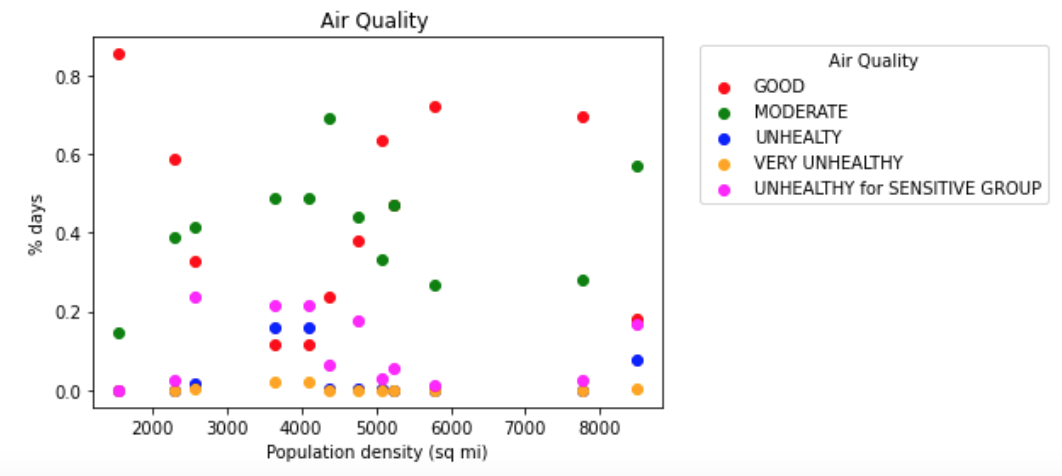 Air Quality
0.8
0.6
0.4
0.2
0.0
% days
2000 3000 4000 5000 6000 7000 8000
Population density (sq mi)
Air Quality
GOOD
MODERATE
UNHEALTY
VERY UNHEALTHY
UNHEALTHY for SENSITIVE GROUP